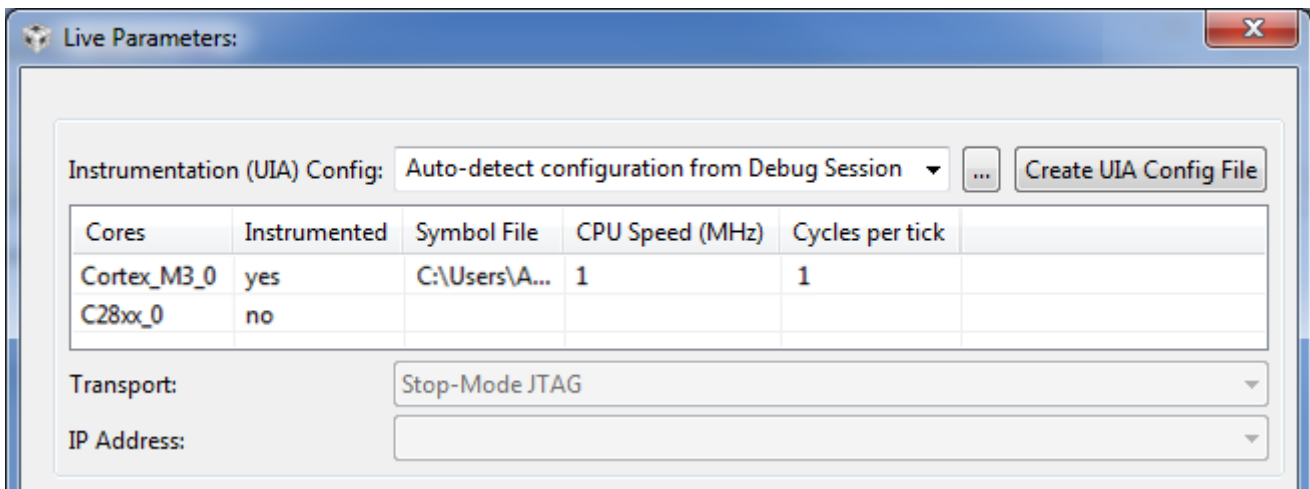 Live Parameters:
Instrumentation (UIA) Config: Auto-detect configuration from Debug Session ... Create UIA Config File
Cores Instrumented Symbol File CPU Speed (MHz) Cycles per tick
Cortex_M3_0 yes C:\Users\A... 1 1
C28xx_0 no
Transport: Stop-Mode JTAG
IP Address: